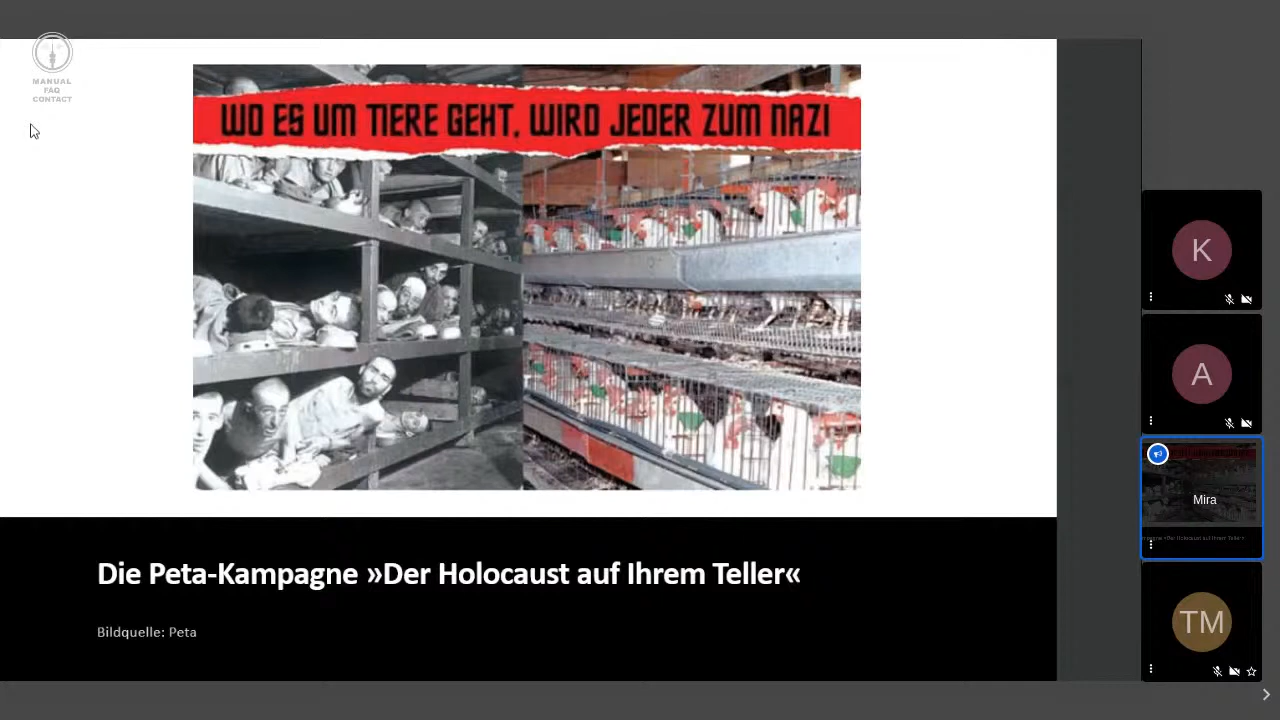 MANUAL
FAQ
CONTACT
WO ES UM TIERE GEHT, WIRD JEDER ZUM NAZI
Die Peta-Kampagne »Der Holocaust auf Ihrem Teller«
Bildquelle: Peta
K
A
Mira
TM